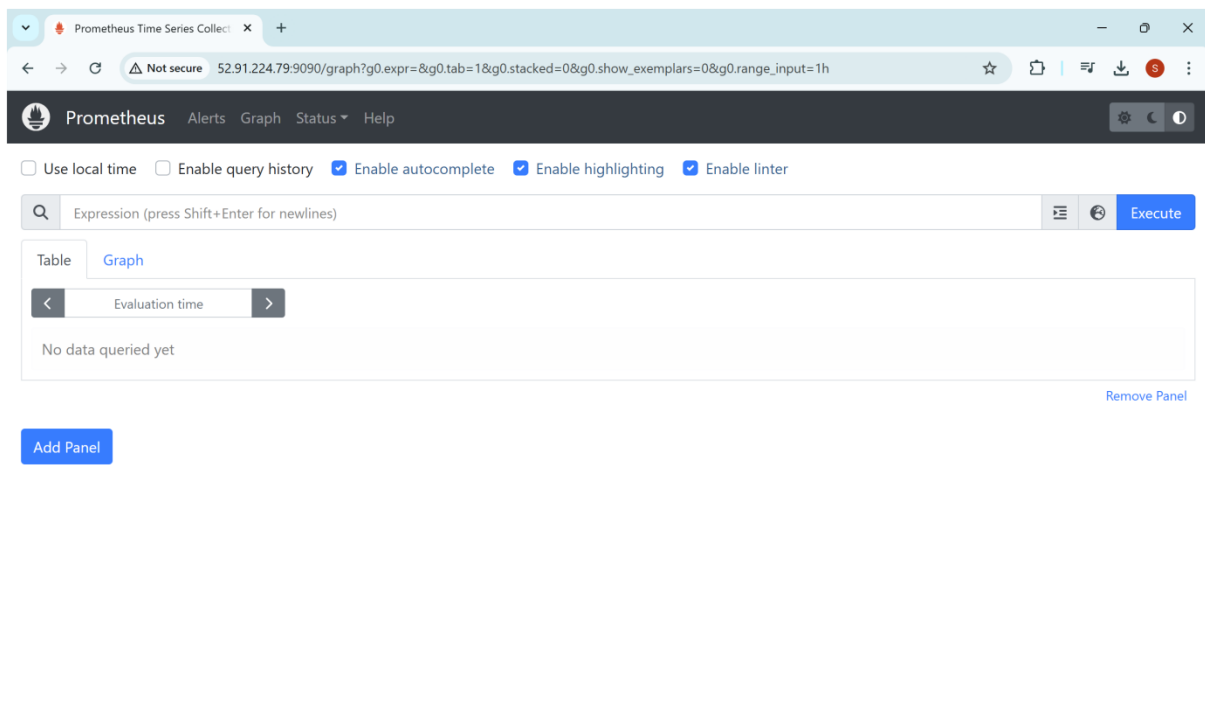 Prometheus Time Series Collect
Not secure 52.91.224.79:9090/graph?g0.expr=&g0.tab=1&g0.stacked=0&g0.show_exemplars=0&g0.range_input=1h S
Prometheus Alerts Graph Status Help
Use local time Enable query history Enable autocomplete Enable highlighting Enable linter
Expression (press Shift+Enter for newlines) Execute
Table Graph
Evaluation time
No data queried yet
Remove Panel
Add Panel